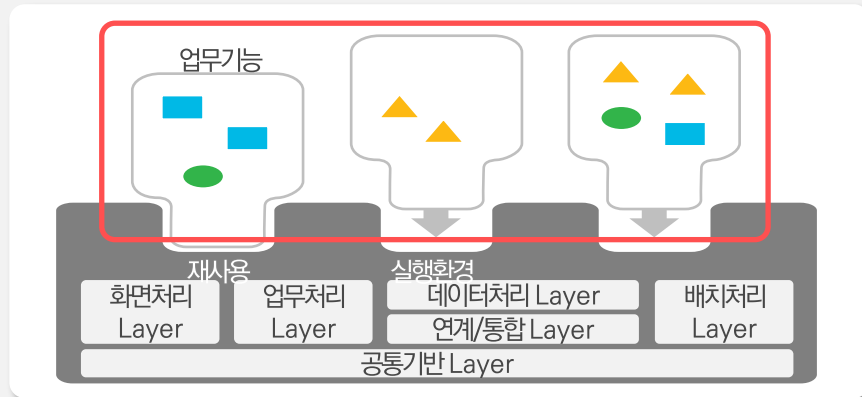 업무기능
재사용
실행환경
화면처리
Layer
업무처리
Layer
데이터처리 Layer
연계/통합 Layer
배치처리
Layer
공통기반 Layer